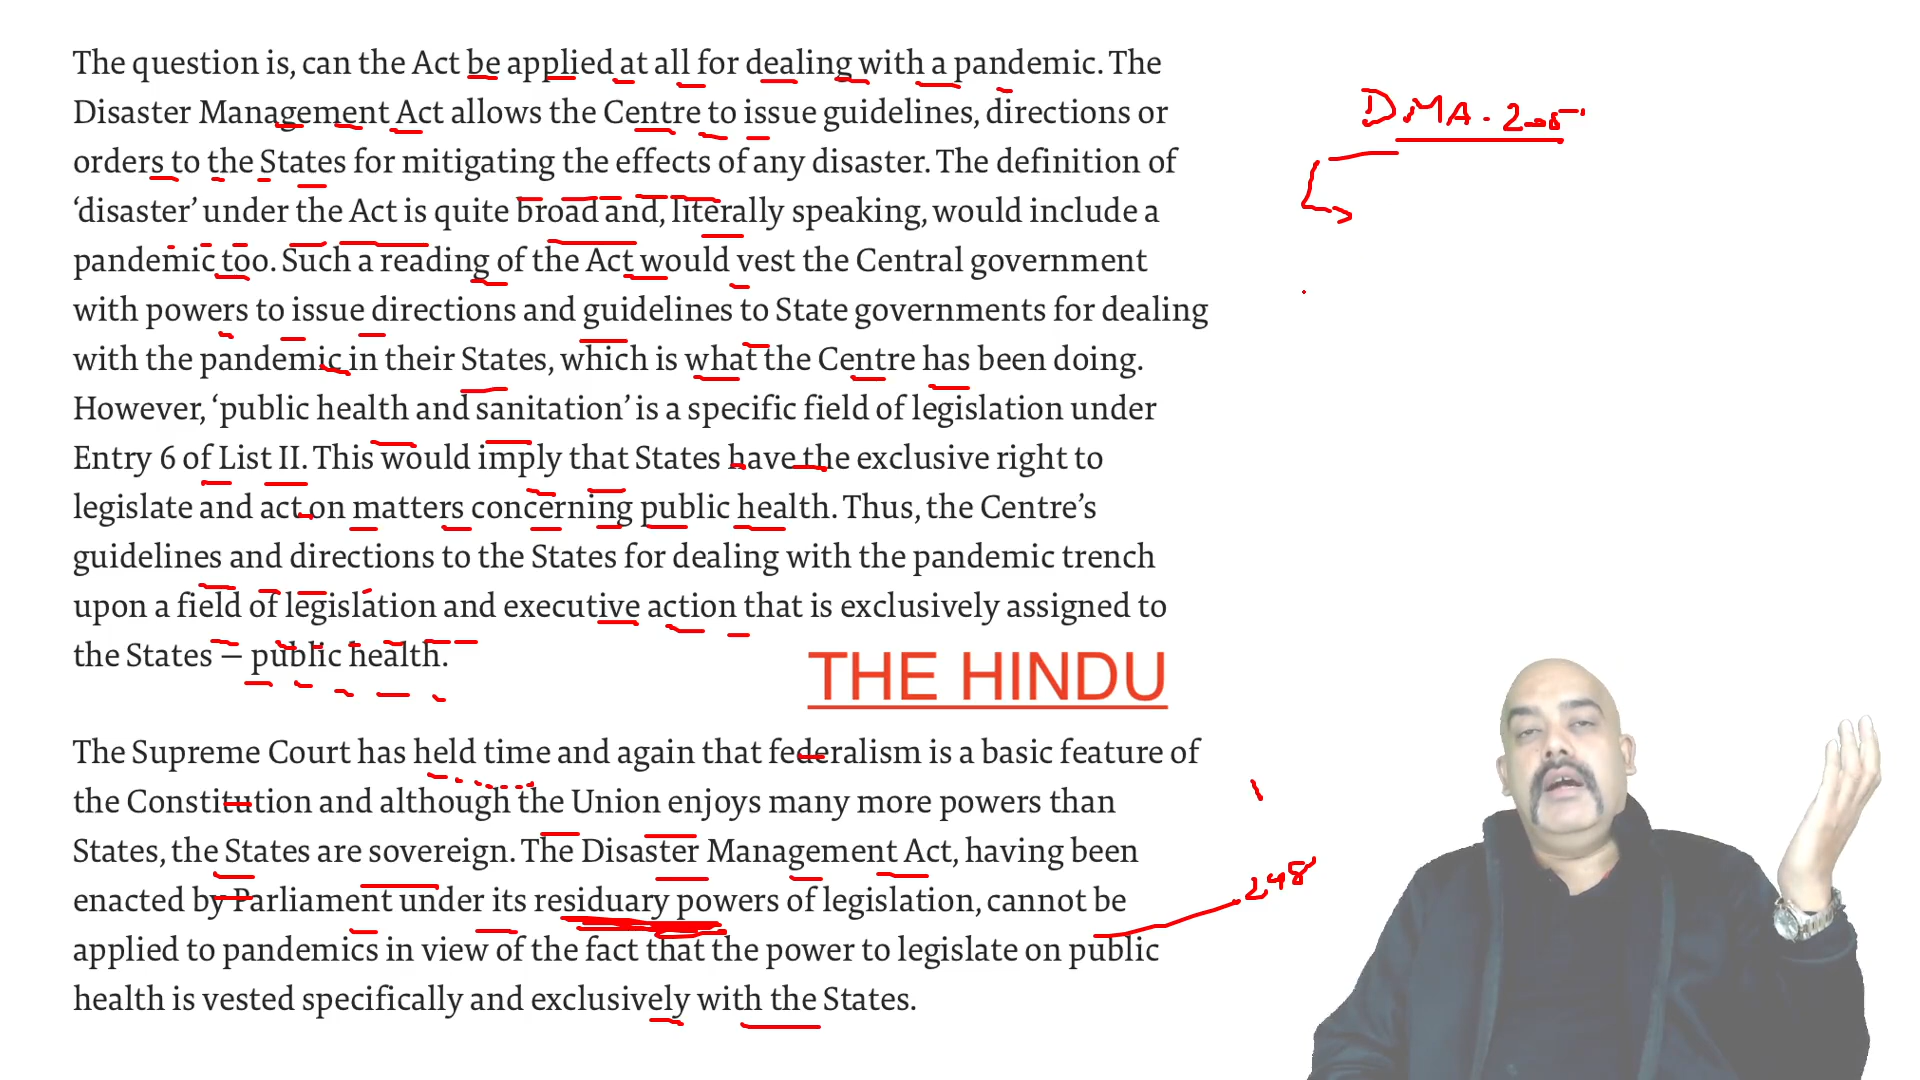 The question is, can the Act be applied at all for dealing with a pandemic. The
Disaster Management Act allows the Centre to issue guidelines, directions or
orders to the States for mitigating the effects of any disaster. The definition of
‘disaster’ under the Act is quite broad and, literally speaking, would include a
pandemic too. Such a reading of the Act would vest the Central government
with powers to issue directions and guidelines to State governments for dealing
with the pandemic in their States, which is what the Centre has been doing.
However, ‘public health and sanitation’ is a specific field of legislation under
Entry 6 of List II. This would imply that States have the exclusive right to
legislate and act on matters concerning public health. Thus, the Centre’s
guidelines and directions to the States for dealing with the pandemic trench
upon a field of legislation and executive action that is exclusively assigned to
the States — public health.
THE HINDU
The Supreme Court has held time and again that federalism is a basic feature of
the Constitution and although the Union enjoys many more powers than
States, the States are sovereign. The Disaster Management Act, having been
enacted by Parliament under its residuary powers of legislation, cannot be
applied to pandemics in view of the fact that the power to legislate on public
health is vested specifically and exclusively with the States.
DMA. 2005
248